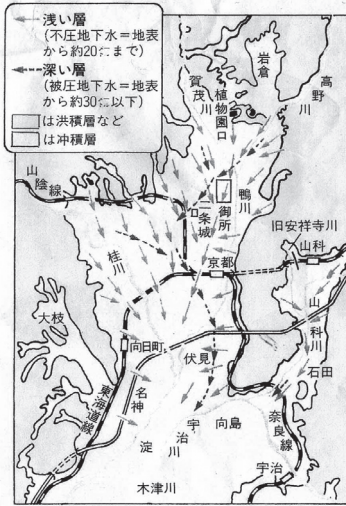 浅い層
(不圧地下水=地表
から約20㍍まで)
深い層
(被圧地下水=地表
から約30㍍以下)
は洪積層など
は冲積層
岩倉
高野川
賀茂川
植物園
山陰線
二条城
御所
鴨川
旧安祥寺川
山科
京都
桂川
山科川
大枝
向日町
伏見
石田
東海道線
名神
宇治川
向島
奈良線
淀
宇治
木津川